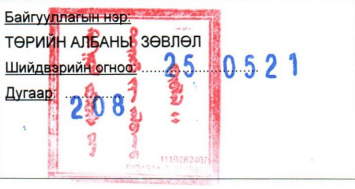 Байгууллагын нэр:
ТӨРИЙН АЛБАНЫ ЗӨВЛӨЛ
Шийдвэрийн огноо: 25 0521
Дугаар: 208